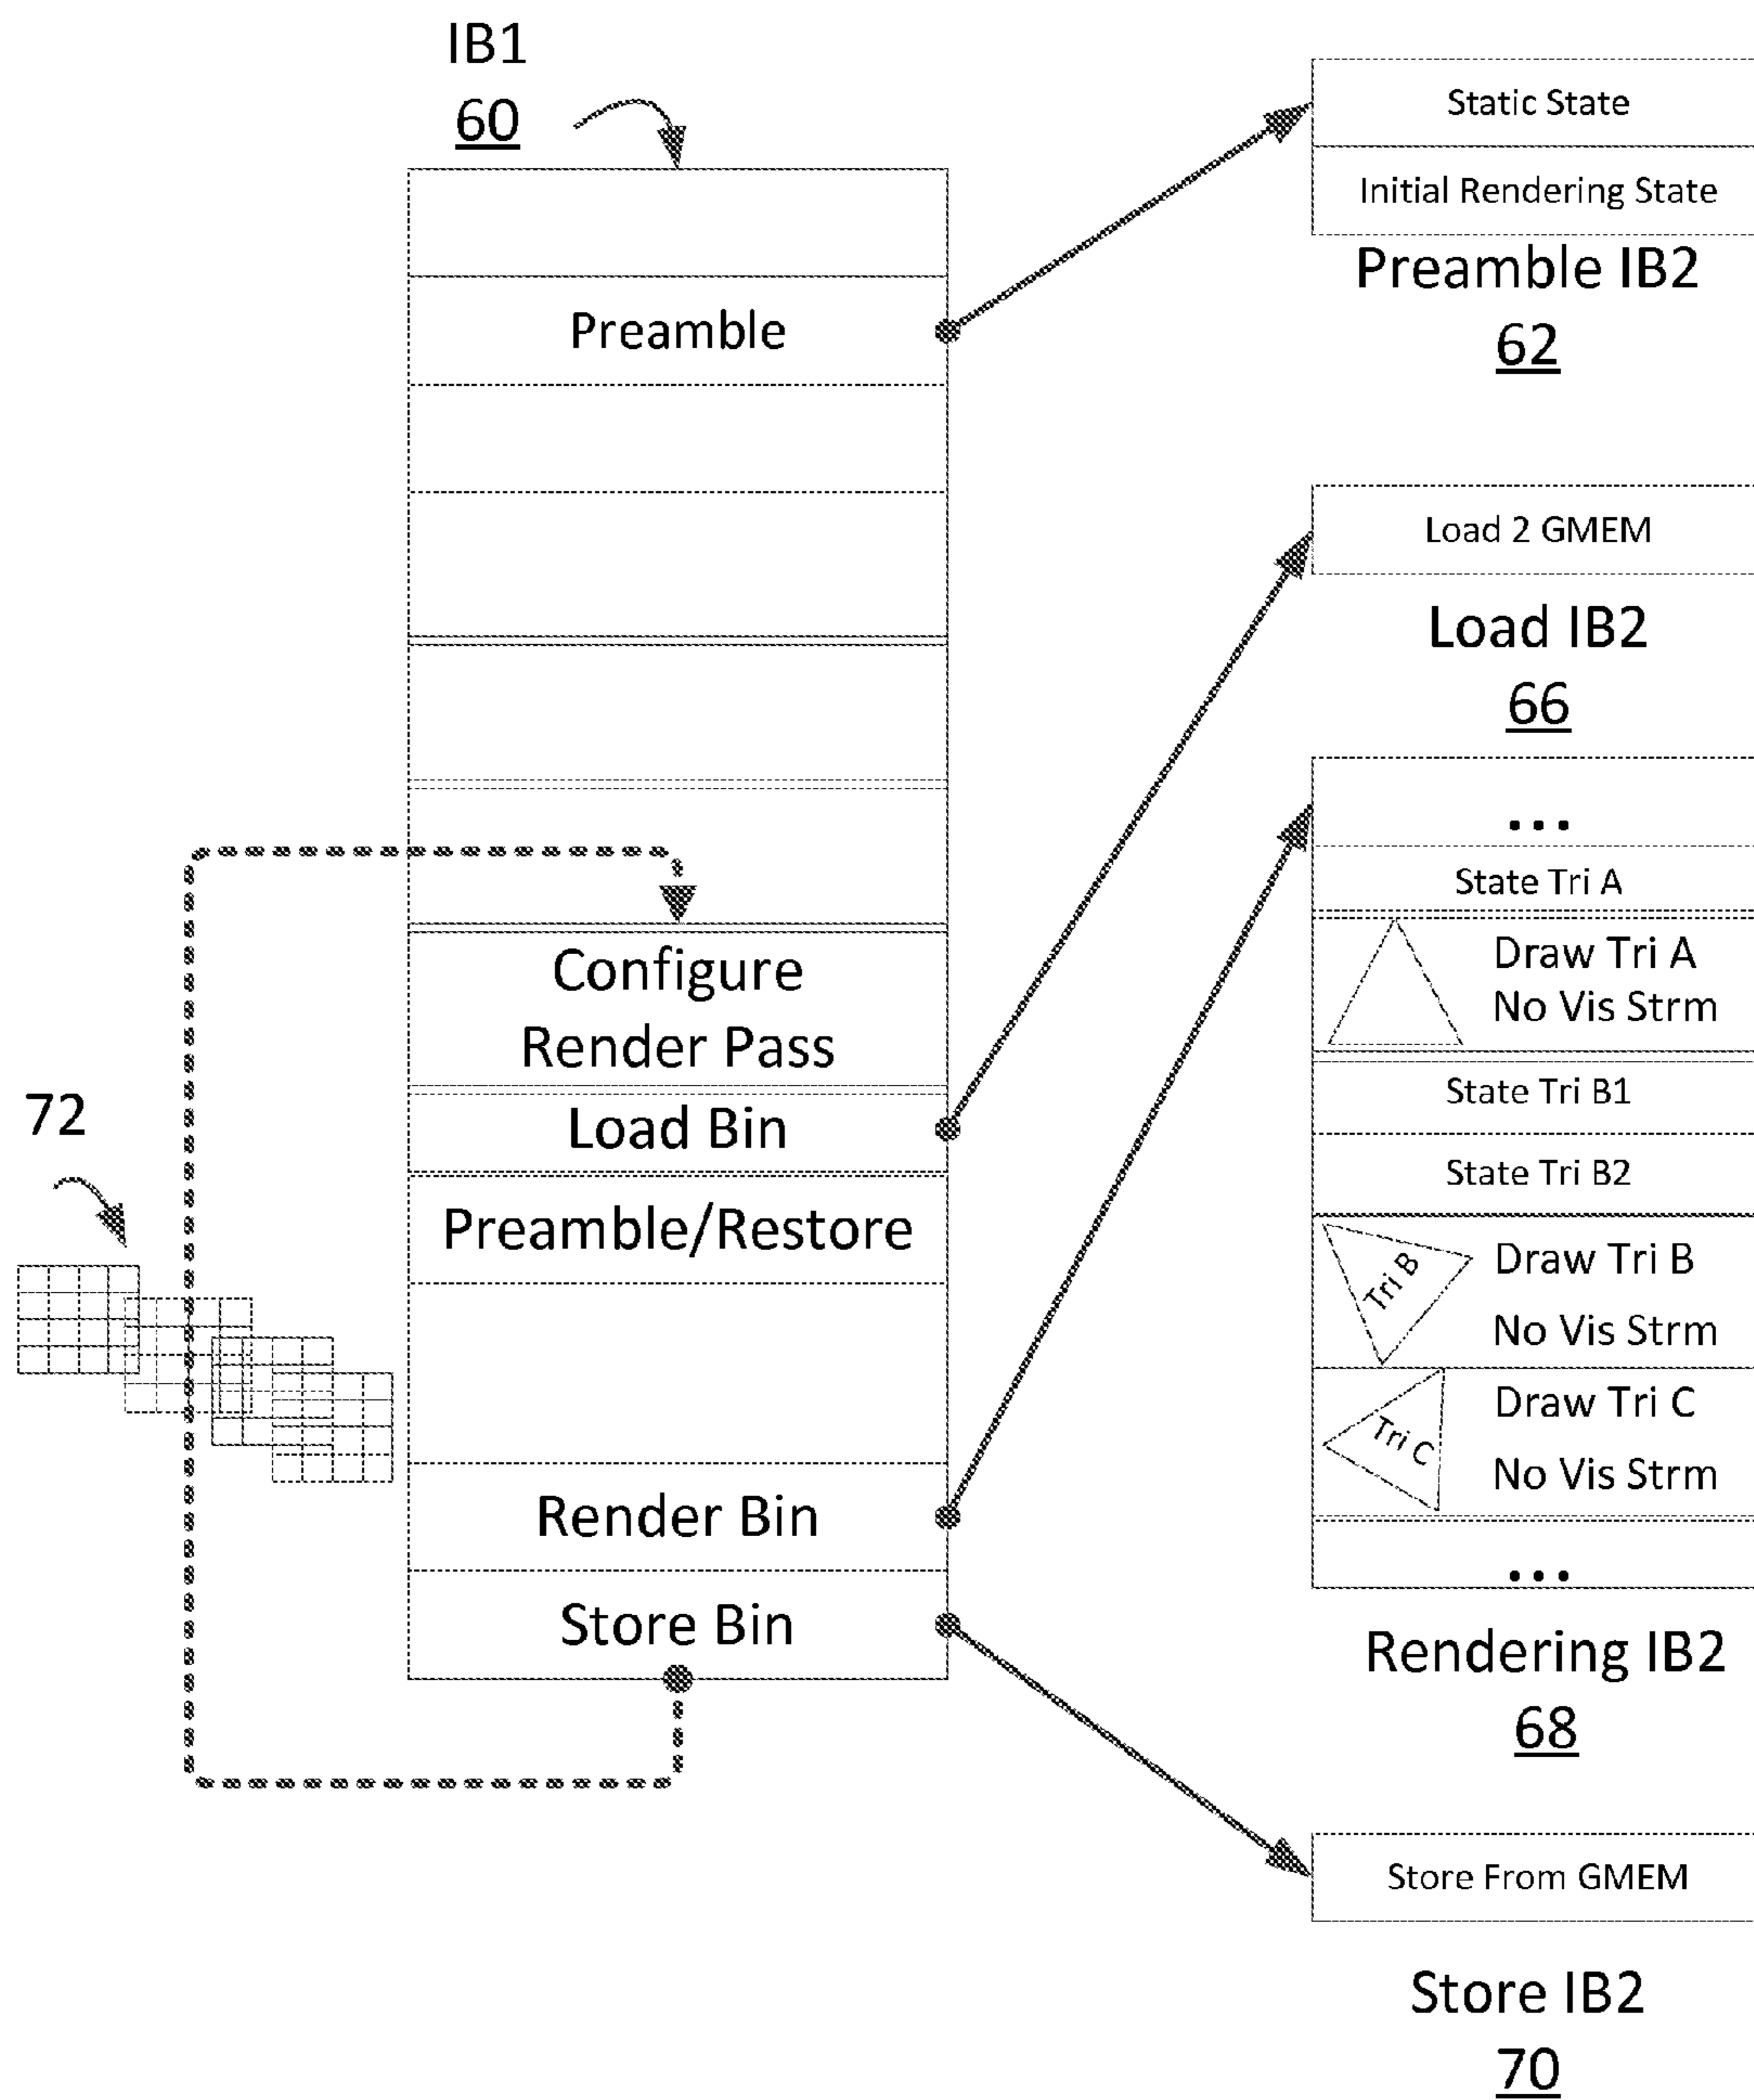 IB1
60
Preamble
Configure
Render Pass
Load Bin
Preamble/Restore
Render Bin
Store Bin
72
Static State
Initial Rendering State
Preamble IB2
62
Load 2 GMEM
Load IB2
66
...
State Tri A
Draw Tri A
No Vis Strm
State Tri B1
State Tri B2
Tri B
Draw Tri B
No Vis Strm
Tri C
Draw Tri C
No Vis Strm
...
Rendering IB2
68
Store From GMEM
Store IB2
70